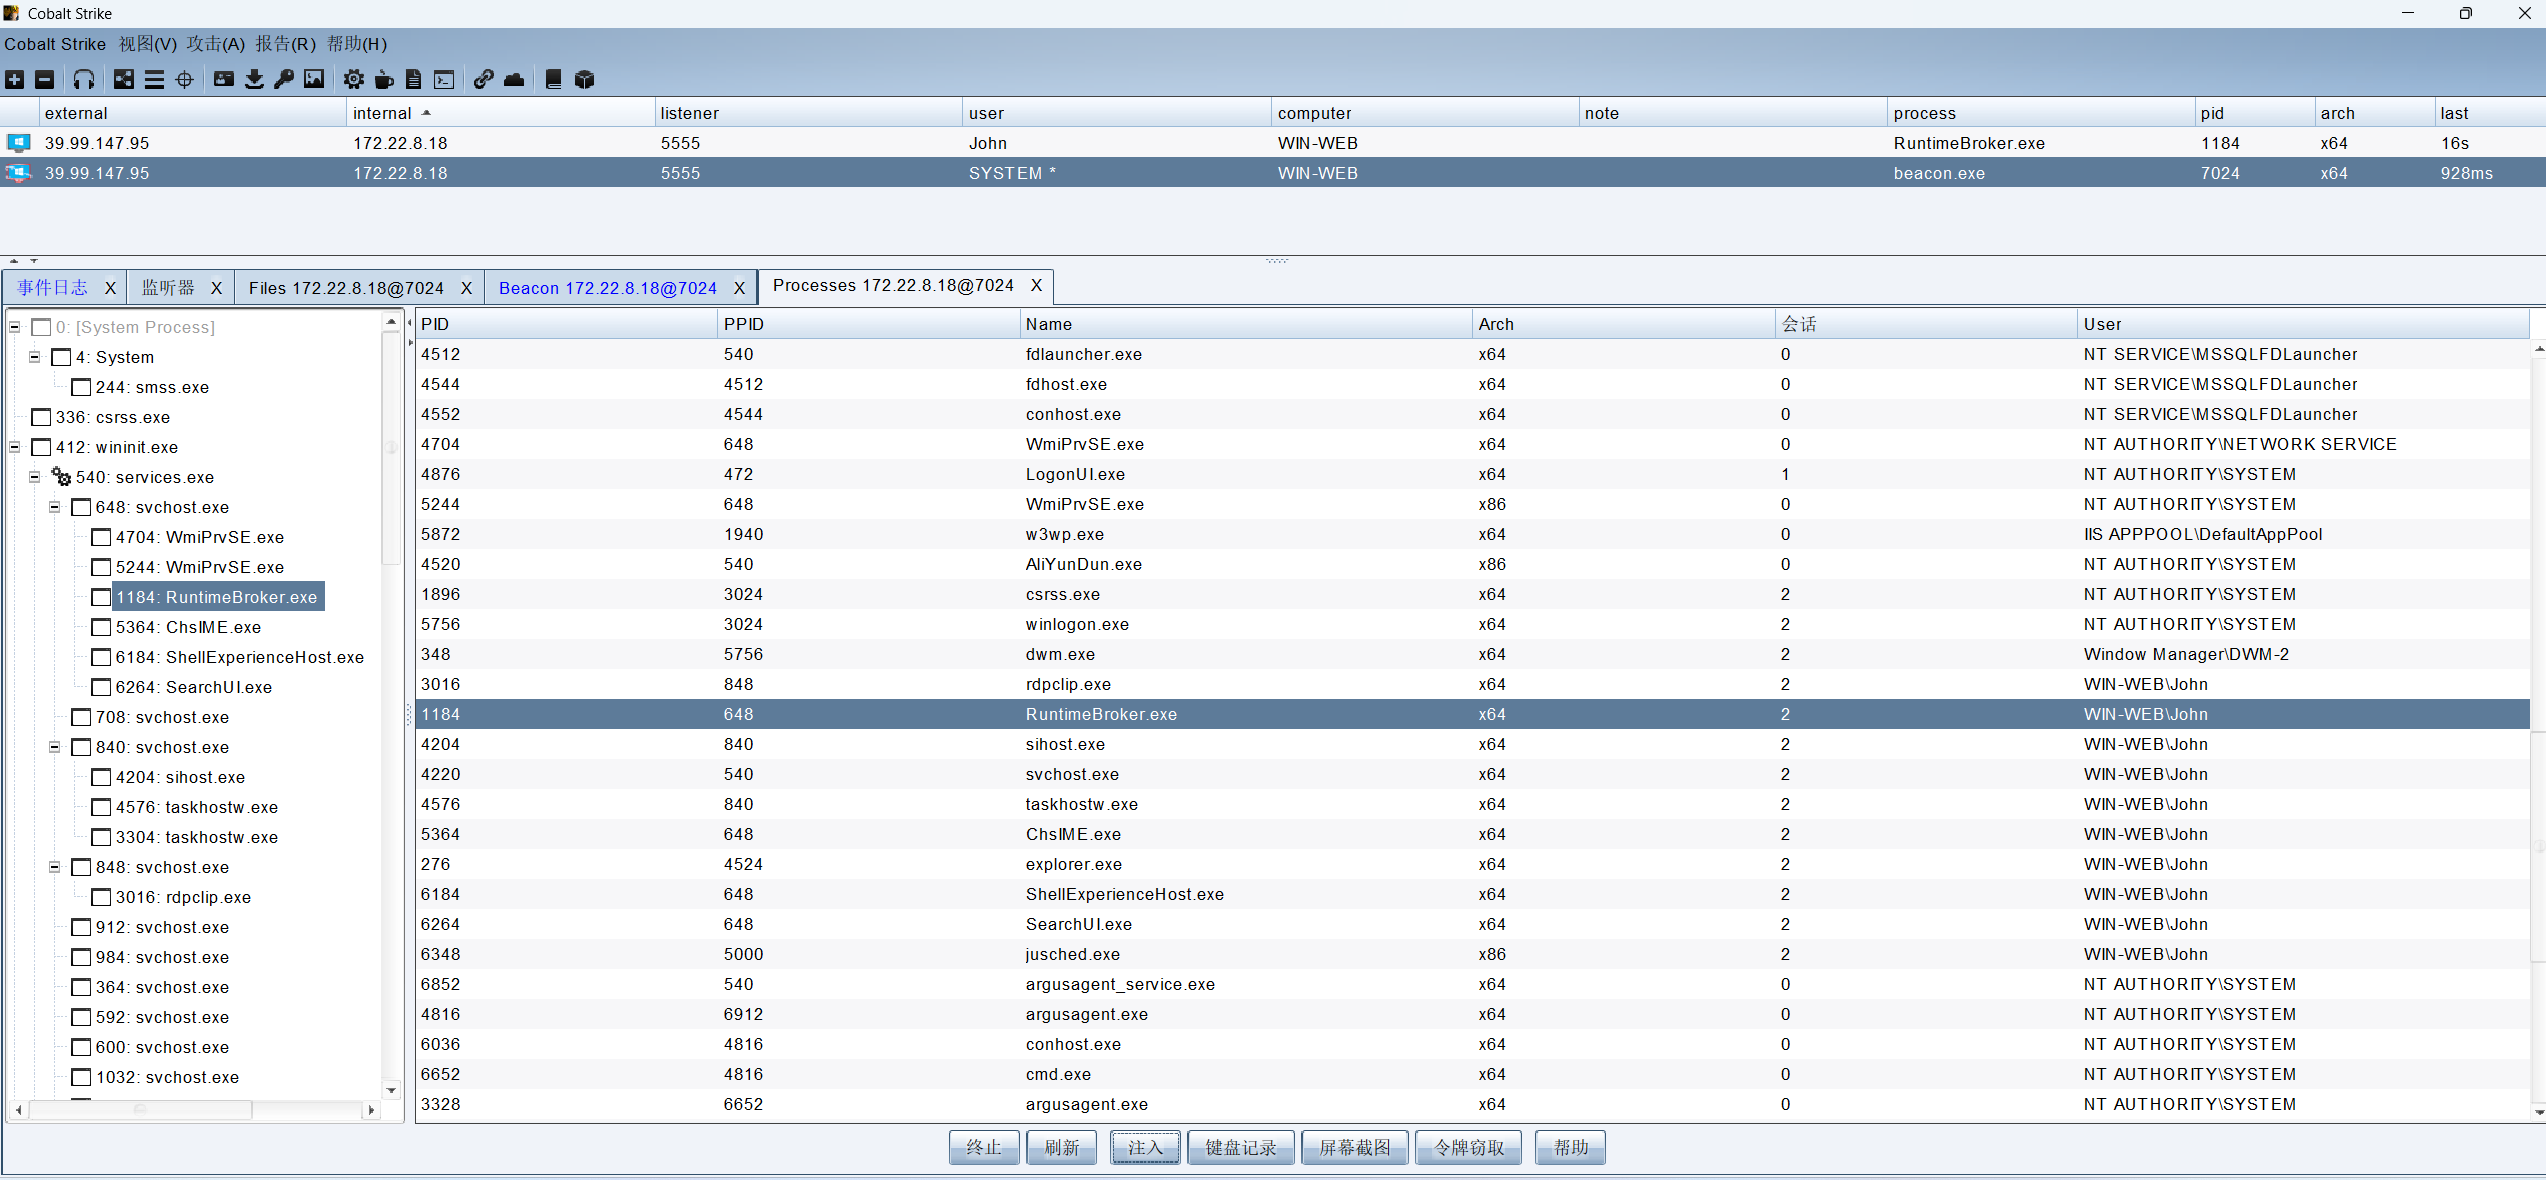 Cobalt Strike
Cobalt Strike 视图(V) 攻击(A) 报告(R) 帮助(H)
external internal listener user computer note process pid arch last
39.99.147.95 172.22.8.18 5555 John WIN-WEB RuntimeBroker.exe 1184 x64 16s
39.99.147.95 172.22.8.18 5555 SYSTEM * WIN-WEB beacon.exe 7024 x64 928ms
事件日志 X 监听器 X Files 172.22.8.18@7024 X Beacon 172.22.8.18@7024 X Processes 172.22.8.18@7024 X
0: [System Process]
4: System
244: smss.exe
336: csrss.exe
412: wininit.exe
540: services.exe
648: svchost.exe
4704: WmiPrvSE.exe
5244: WmiPrvSE.exe
1184: RuntimeBroker.exe
5364: ChsIME.exe
6184: ShellExperienceHost.exe
6264: SearchUI.exe
708: svchost.exe
840: svchost.exe
4204: sihost.exe
4576: taskhostw.exe
3304: taskhostw.exe
848: svchost.exe
3016: rdpclip.exe
912: svchost.exe
984: svchost.exe
364: svchost.exe
592: svchost.exe
600: svchost.exe
1032: svchost.exe
PID PPID Name Arch 会话 User
4512 540 fdlauncher.exe x64 0 NT SERVICE\MSSQLFDLauncher
4544 4512 fdhost.exe x64 0 NT SERVICE\MSSQLFDLauncher
4552 4544 conhost.exe x64 0 NT SERVICE\MSSQLFDLauncher
4704 648 WmiPrvSE.exe x64 0 NT AUTHORITY\NETWORK SERVICE
4876 472 LogonUI.exe x64 1 NT AUTHORITY\SYSTEM
5244 648 WmiPrvSE.exe x86 0 NT AUTHORITY\SYSTEM
5872 1940 w3wp.exe x64 0 IIS APPPOOL\DefaultAppPool
4520 540 AliYunDun.exe x86 0 NT AUTHORITY\SYSTEM
1896 3024 csrss.exe x64 2 NT AUTHORITY\SYSTEM
5756 3024 winlogon.exe x64 2 NT AUTHORITY\SYSTEM
348 5756 dwm.exe x64 2 Window Manager\DWM-2
3016 848 rdpclip.exe x64 2 WIN-WEB\John
1184 648 RuntimeBroker.exe x64 2 WIN-WEB\John
4204 840 sihost.exe x64 2 WIN-WEB\John
4220 540 svchost.exe x64 2 WIN-WEB\John
4576 840 taskhostw.exe x64 2 WIN-WEB\John
5364 648 ChsIME.exe x64 2 WIN-WEB\John
276 4524 explorer.exe x64 2 WIN-WEB\John
6184 648 ShellExperienceHost.exe x64 2 WIN-WEB\John
6264 648 SearchUI.exe x64 2 WIN-WEB\John
6348 5000 jusched.exe x86 2 WIN-WEB\John
6852 540 argusagent_service.exe x64 0 NT AUTHORITY\SYSTEM
4816 6912 argusagent.exe x64 0 NT AUTHORITY\SYSTEM
6036 4816 conhost.exe x64 0 NT AUTHORITY\SYSTEM
6652 4816 cmd.exe x64 0 NT AUTHORITY\SYSTEM
3328 6652 argusagent.exe x64 0 NT AUTHORITY\SYSTEM
终止 刷新 注入 键盘记录 屏幕截图 令牌窃取 帮助